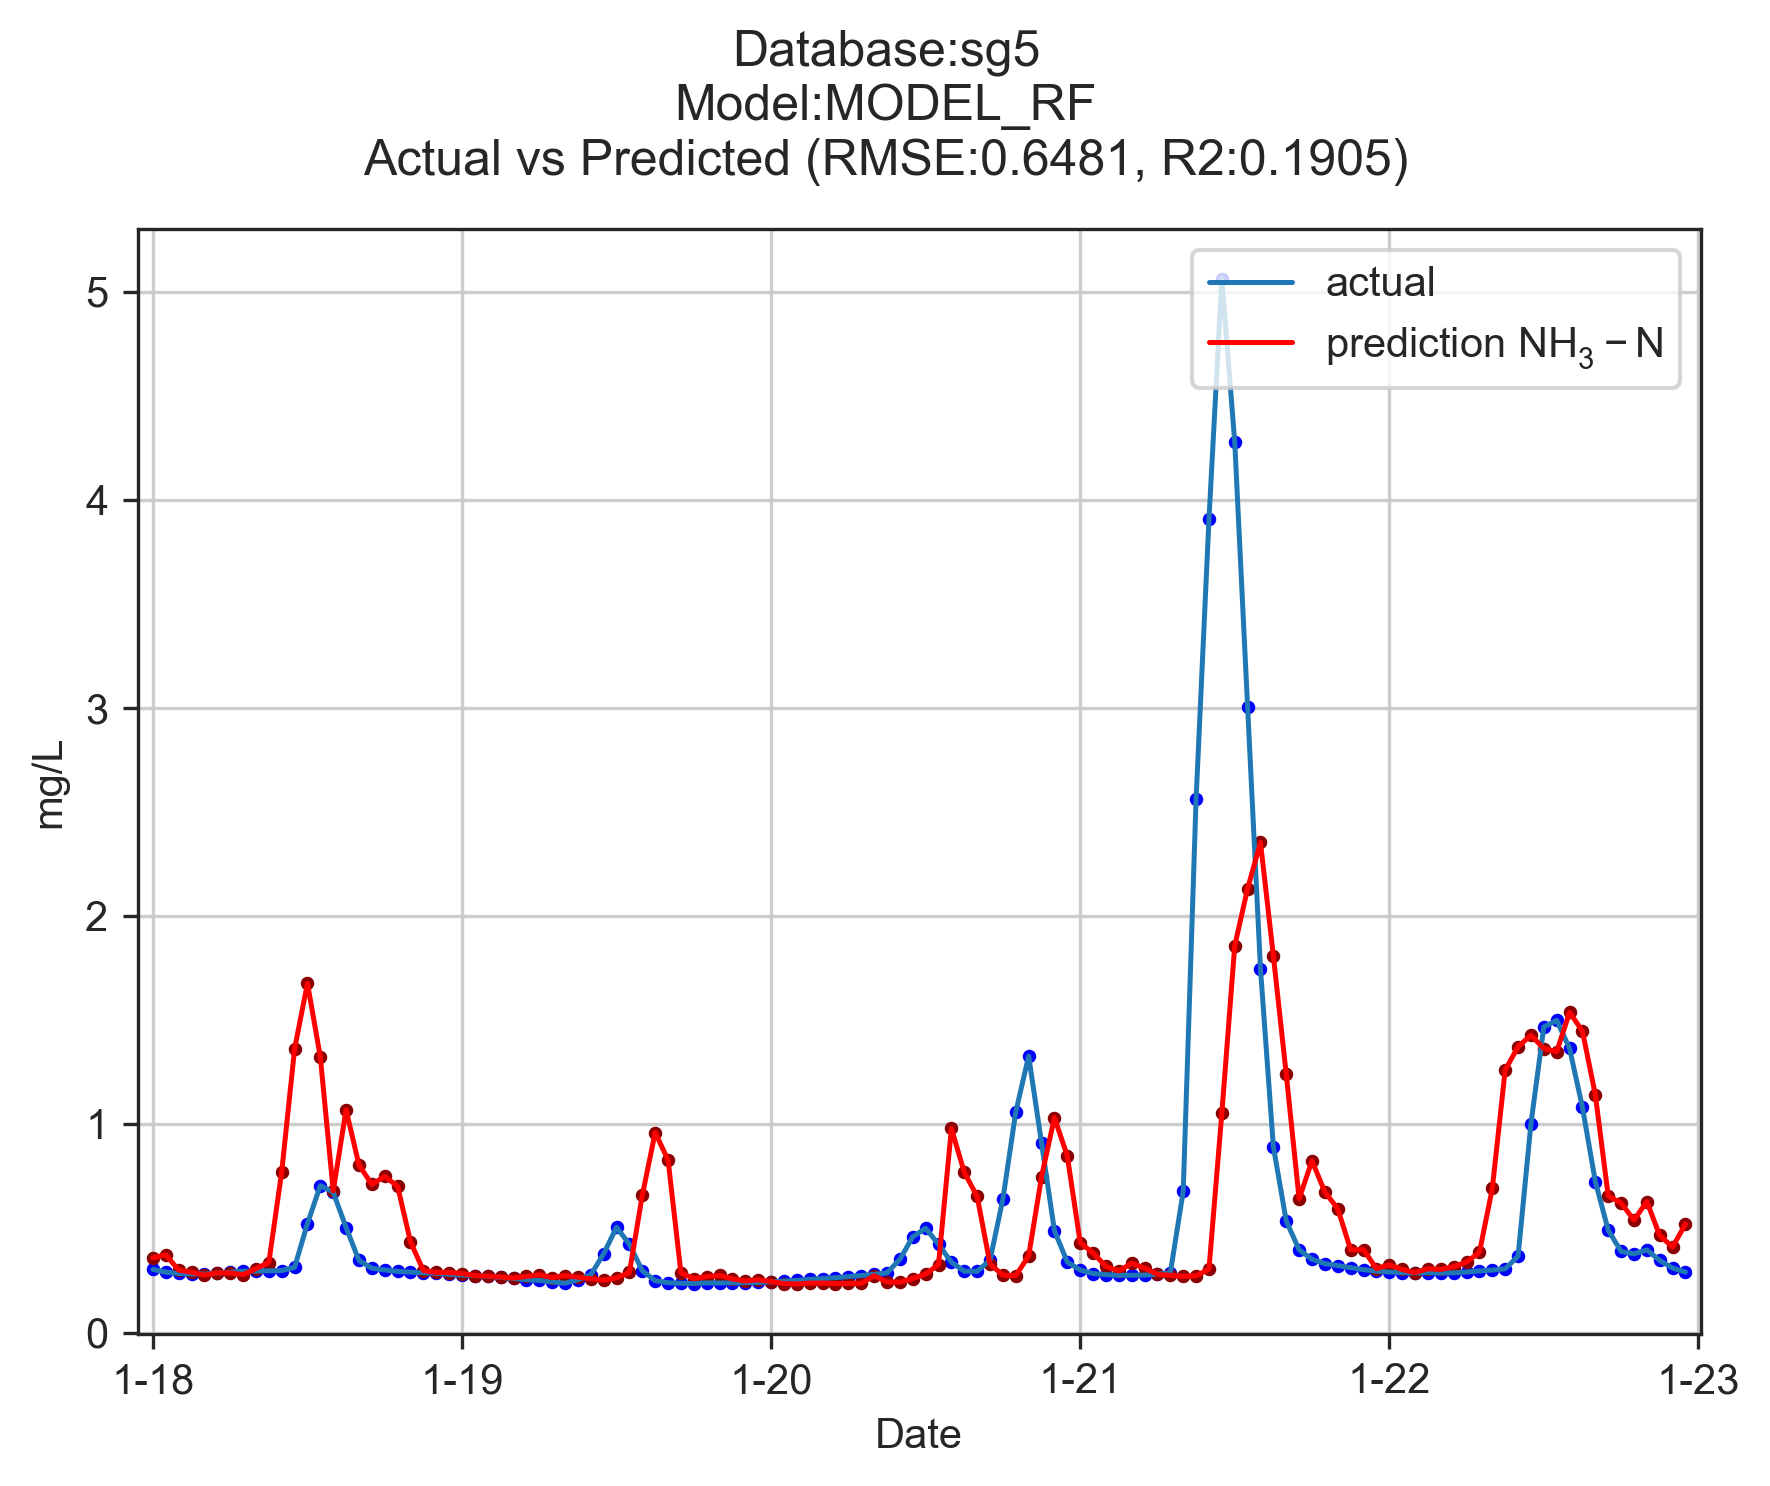 Database:sg5
Model:MODEL_RF
Actual vs Predicted (RMSE:0.6481, R2:0.1905)
actual
prediction NH₃ − N
5
4
3
2
1
0
mg/L
1-18 1-19 1-20 1-21 1-22 1-23
Date